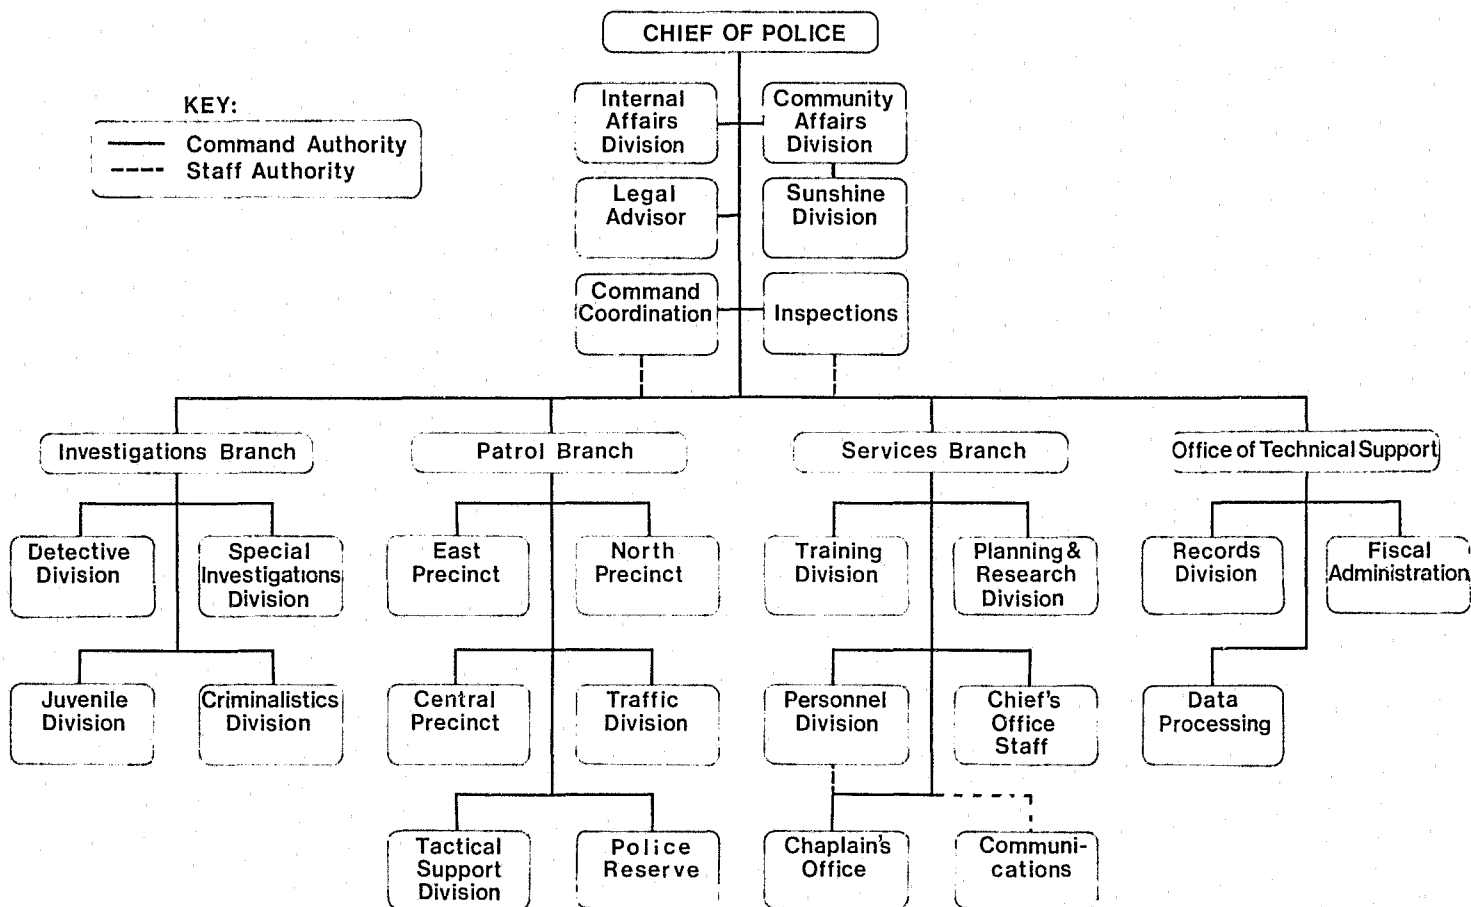 CHIEF OF POLICE
KEY:
Command Authority
Staff Authority
Internal
Affairs
Division
Community
Affairs
Division
Legal
Advisor
Sunshine
Division
Command
Coordination
Inspections
Investigations Branch
Patrol Branch
Services Branch
Office of Technical Support
Detective
Division
Special
Investigations
Division
East
Precinct
North
Precinct
Training
Division
Planning &
Research
Division
Records
Division
Fiscal
Administration
Juvenile
Division
Criminalistics
Division
Central
Precinct
Traffic
Division
Personnel
Division
Chief's
Office
Staff
Data
Processing
Tactical
Support
Division
Police
Reserve
Chaplain's
Office
Communi-
cations